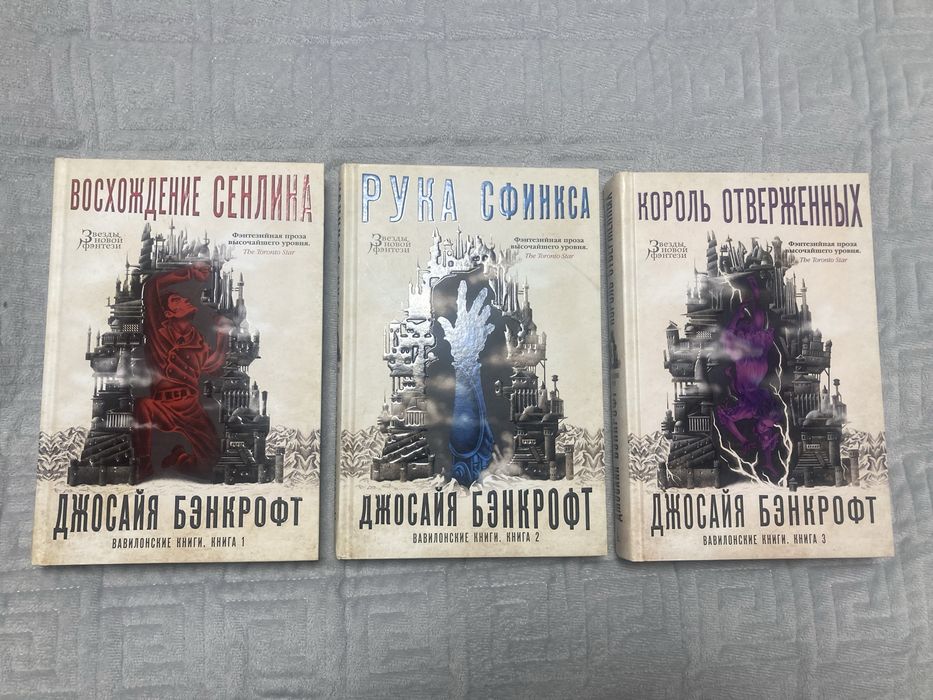 ВОСХОЖДЕНИЕ СЕНЛИНА
Звезды
новой
фэнтези
Фэнтезийная проза
высочайшего уровня.
The Toronto Star
ДЖОСАЙЯ БЭНКРОФТ
ВАВИЛОНСКИЕ КНИГИ. КНИГА 1
РУКА СФИНКСА
Звезды
новой
фэнтези
Фэнтезийная проза
высочайшего уровня.
The Toronto Star
ДЖОСАЙЯ БЭНКРОФТ
ВАВИЛОНСКИЕ КНИГИ. КНИГА 2
КОРОЛЬ ОТВЕРЖЕННЫХ
Звезды
новой
фэнтези
Фэнтезийная проза
высочайшего уровня.
The Toronto Star
ДЖОСАЙЯ БЭНКРОФТ
ВАВИЛОНСКИЕ КНИГИ. КНИГА 3